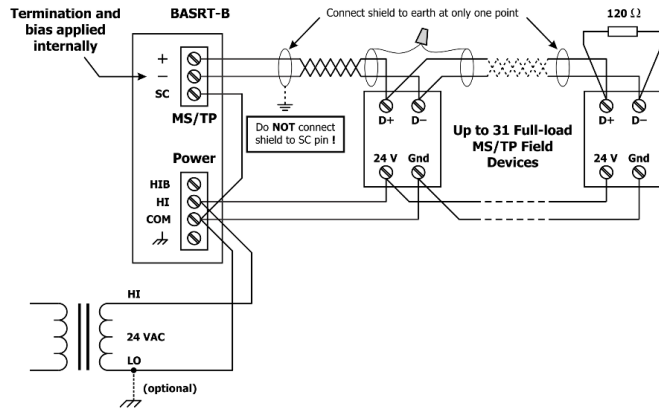 Termination and
bias applied
internally
BASRT-B
Connect shield to earth at only one point
120 Ω
+
–
SC
MS/TP
Do NOT connect
shield to SC pin !
D+ D–
Up to 31 Full-load
MS/TP Field
Devices
D+ D–
24 V Gnd
24 V Gnd
Power
HIB
HI
COM
HI
24 VAC
LO
(optional)